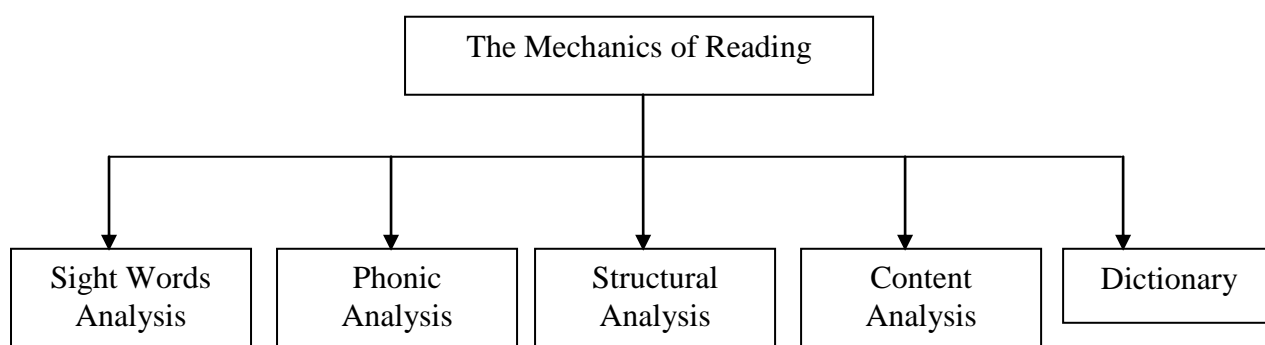 The Mechanics of Reading
Sight Words
Analysis
Phonic
Analysis
Structural
Analysis
Content
Analysis
Dictionary